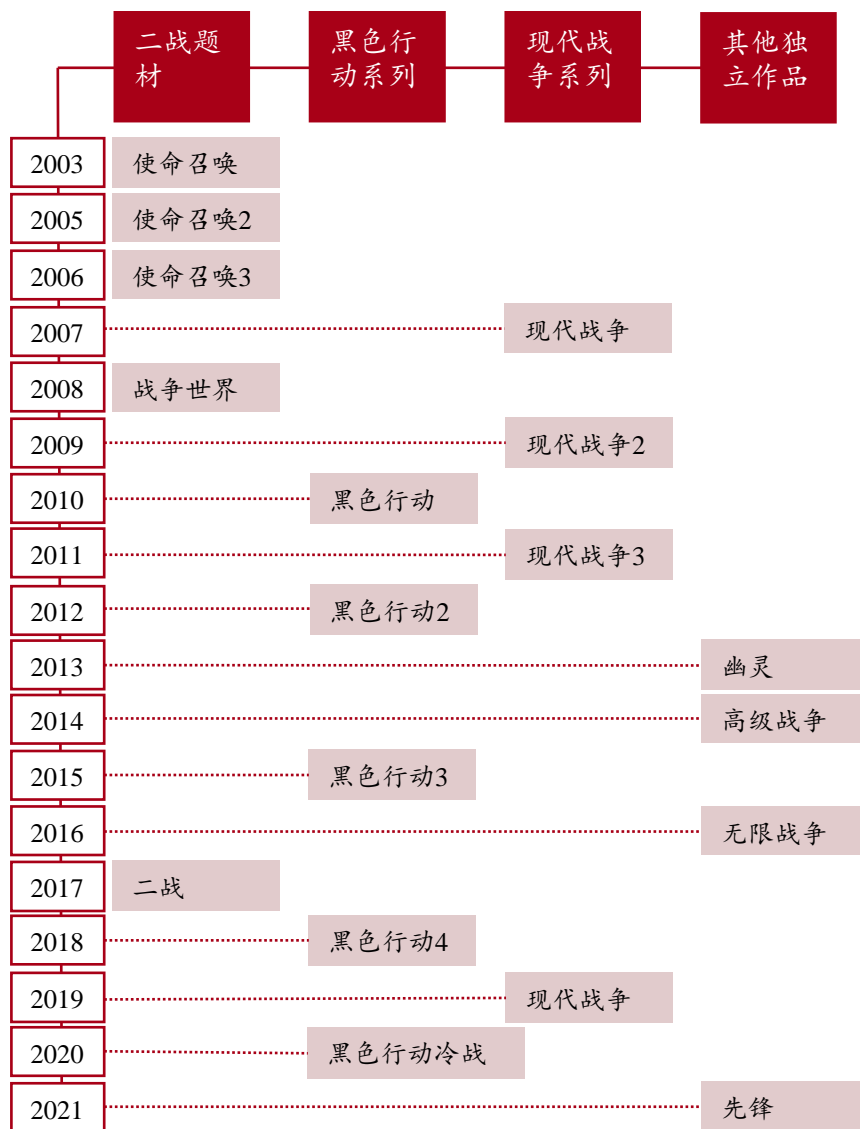 二战题
材
黑色行
动系列
现代战
争系列
其他独
立作品
2003
使命召唤
2005
使命召唤2
2006
使命召唤3
2007
现代战争
2008
战争世界
2009
现代战争2
2010
黑色行动
2011
现代战争3
2012
黑色行动2
2013
幽灵
2014
高级战争
2015
黑色行动3
2016
无限战争
2017
二战
2018
黑色行动4
2019
现代战争
2020
黑色行动冷战
2021
先锋